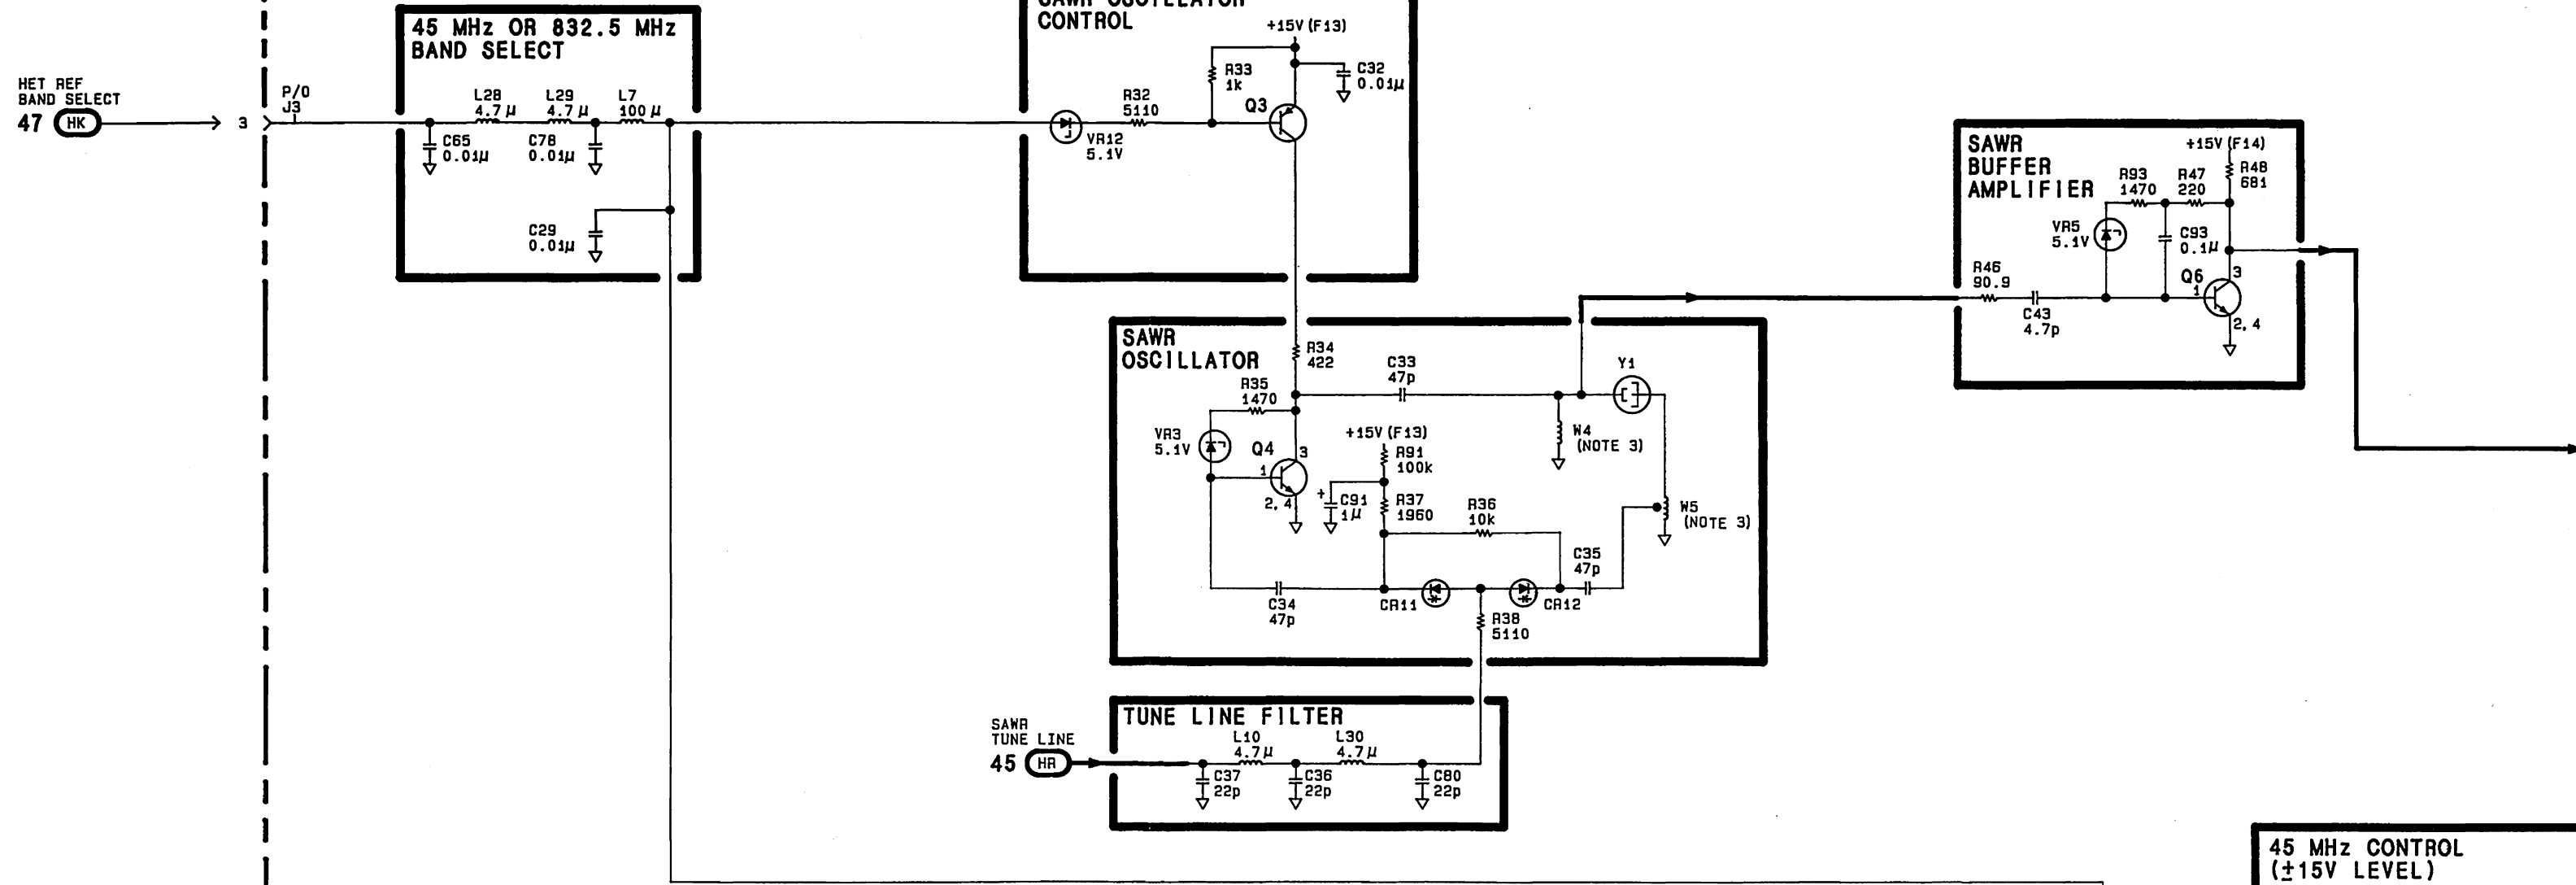 45 MHz OR 832.5 MHz
BAND SELECT
HET REF
BAND SELECT
47 HK
3
P/O
J3
L28
4.7μ
L29
4.7μ
L7
100μ
C65
0.01μ
C78
0.01μ
C29
0.01μ
SAWR OSCILLATOR
CONTROL
+15V (F13)
R33
1k
C32
0.01μ
R32
5110
Q3
VR12
5.1V
SAWR
BUFFER
AMPLIFIER
+15V (F14)
R93
1470
R47
220
R48
681
VR5
5.1V
C93
0.1μ
R46
90.9
C43
4.7p
Q6
1
3
2, 4
SAWR
OSCILLATOR
R34
422
C33
47p
Y1
R35
1470
VR3
5.1V
Q4
1
3
2, 4
+15V (F13)
R91
100k
+
C91
1μ
R37
1960
R36
10k
W4
(NOTE 3)
W5
(NOTE 3)
C35
47p
C34
47p
CR11
CR12
R38
5110
TUNE LINE FILTER
SAWR
TUNE LINE
45 HR
L10
4.7μ
L30
4.7μ
C37
22p
C36
22p
C80
22p
45 MHz CONTROL
(±15V LEVEL)